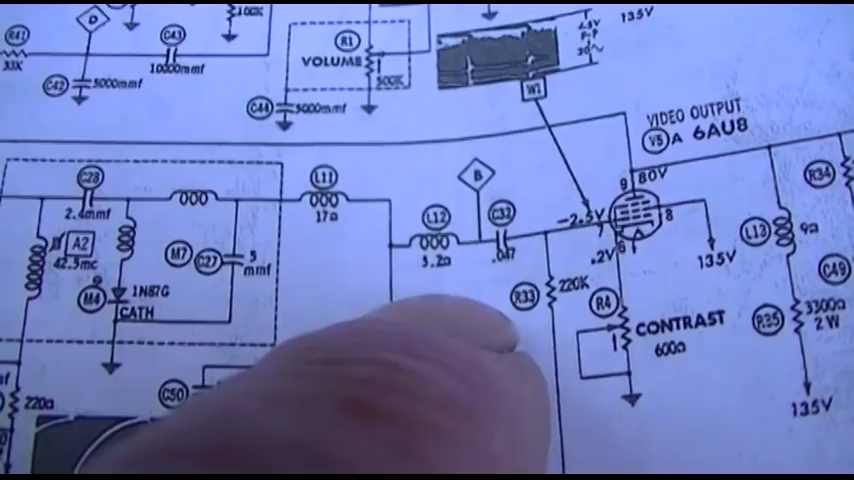 R41
33K
C42
5000mmf
D
C43
10000mmf
100K
R1
VOLUME
500K
C44
5000mmf
4.5V
P-P
30
135V
W1
VIDEO OUTPUT
V5 A 6AU8
9
80V
-2.5V
7
8
6
.2V
135V
C28
2.4mmf
A2
42.5mc
M4
1N87G
CATH
M7
C27
5
mmf
L11
17Ω
L12
3.2Ω
B
C32
.047
R33
220K
R4
1
CONTRAST
600Ω
L13
9Ω
R34
C49
R35
3300Ω
2W
135V
C50
220Ω